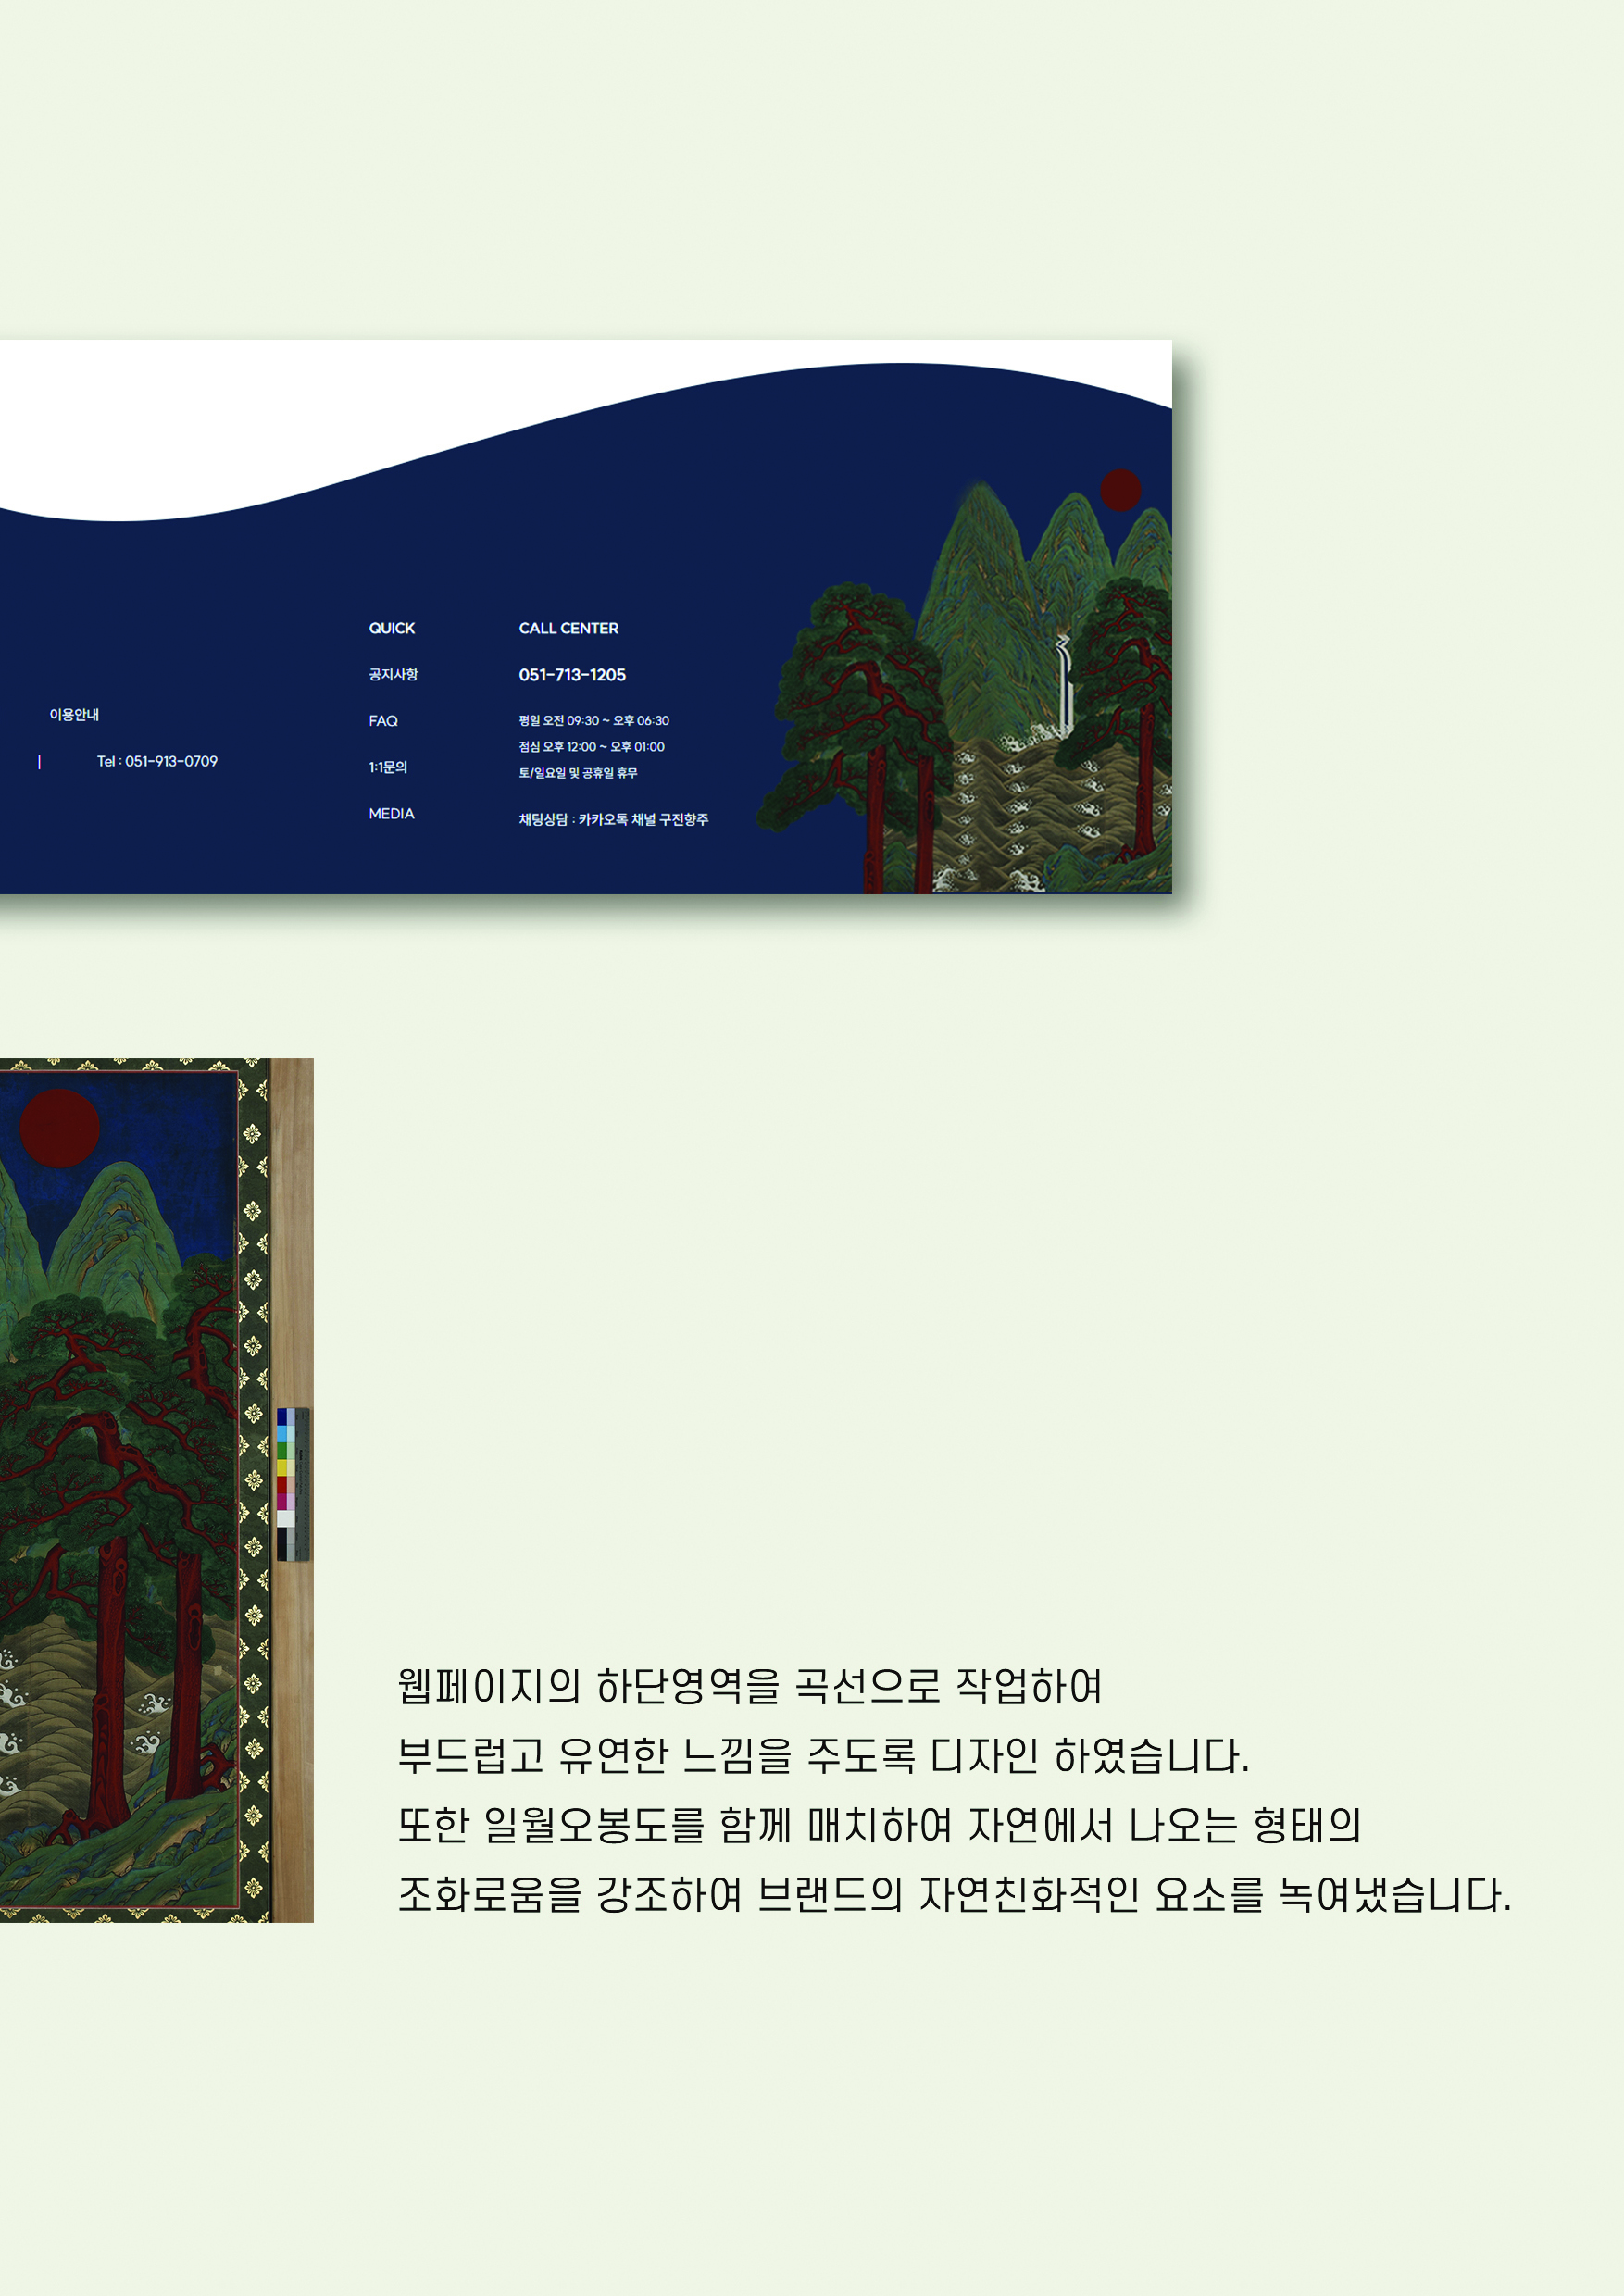 이용안내
| Tel : 051-913-0709
QUICK
공지사항
FAQ
1:1문의
MEDIA
CALL CENTER
051-713-1205
평일 오전 09:30 ~ 오후 06:30
점심 오후 12:00 ~ 오후 01:00
토/일요일 및 공휴일 휴무
채팅상담 : 카카오톡 채널 구전향주
웹페이지의 하단영역을 곡선으로 작업하여
부드럽고 유연한 느낌을 주도록 디자인 하였습니다.
또한 일월오봉도를 함께 매치하여 자연에서 나오는 형태의
조화로움을 강조하여 브랜드의 자연친화적인 요소를 녹여냈습니다.